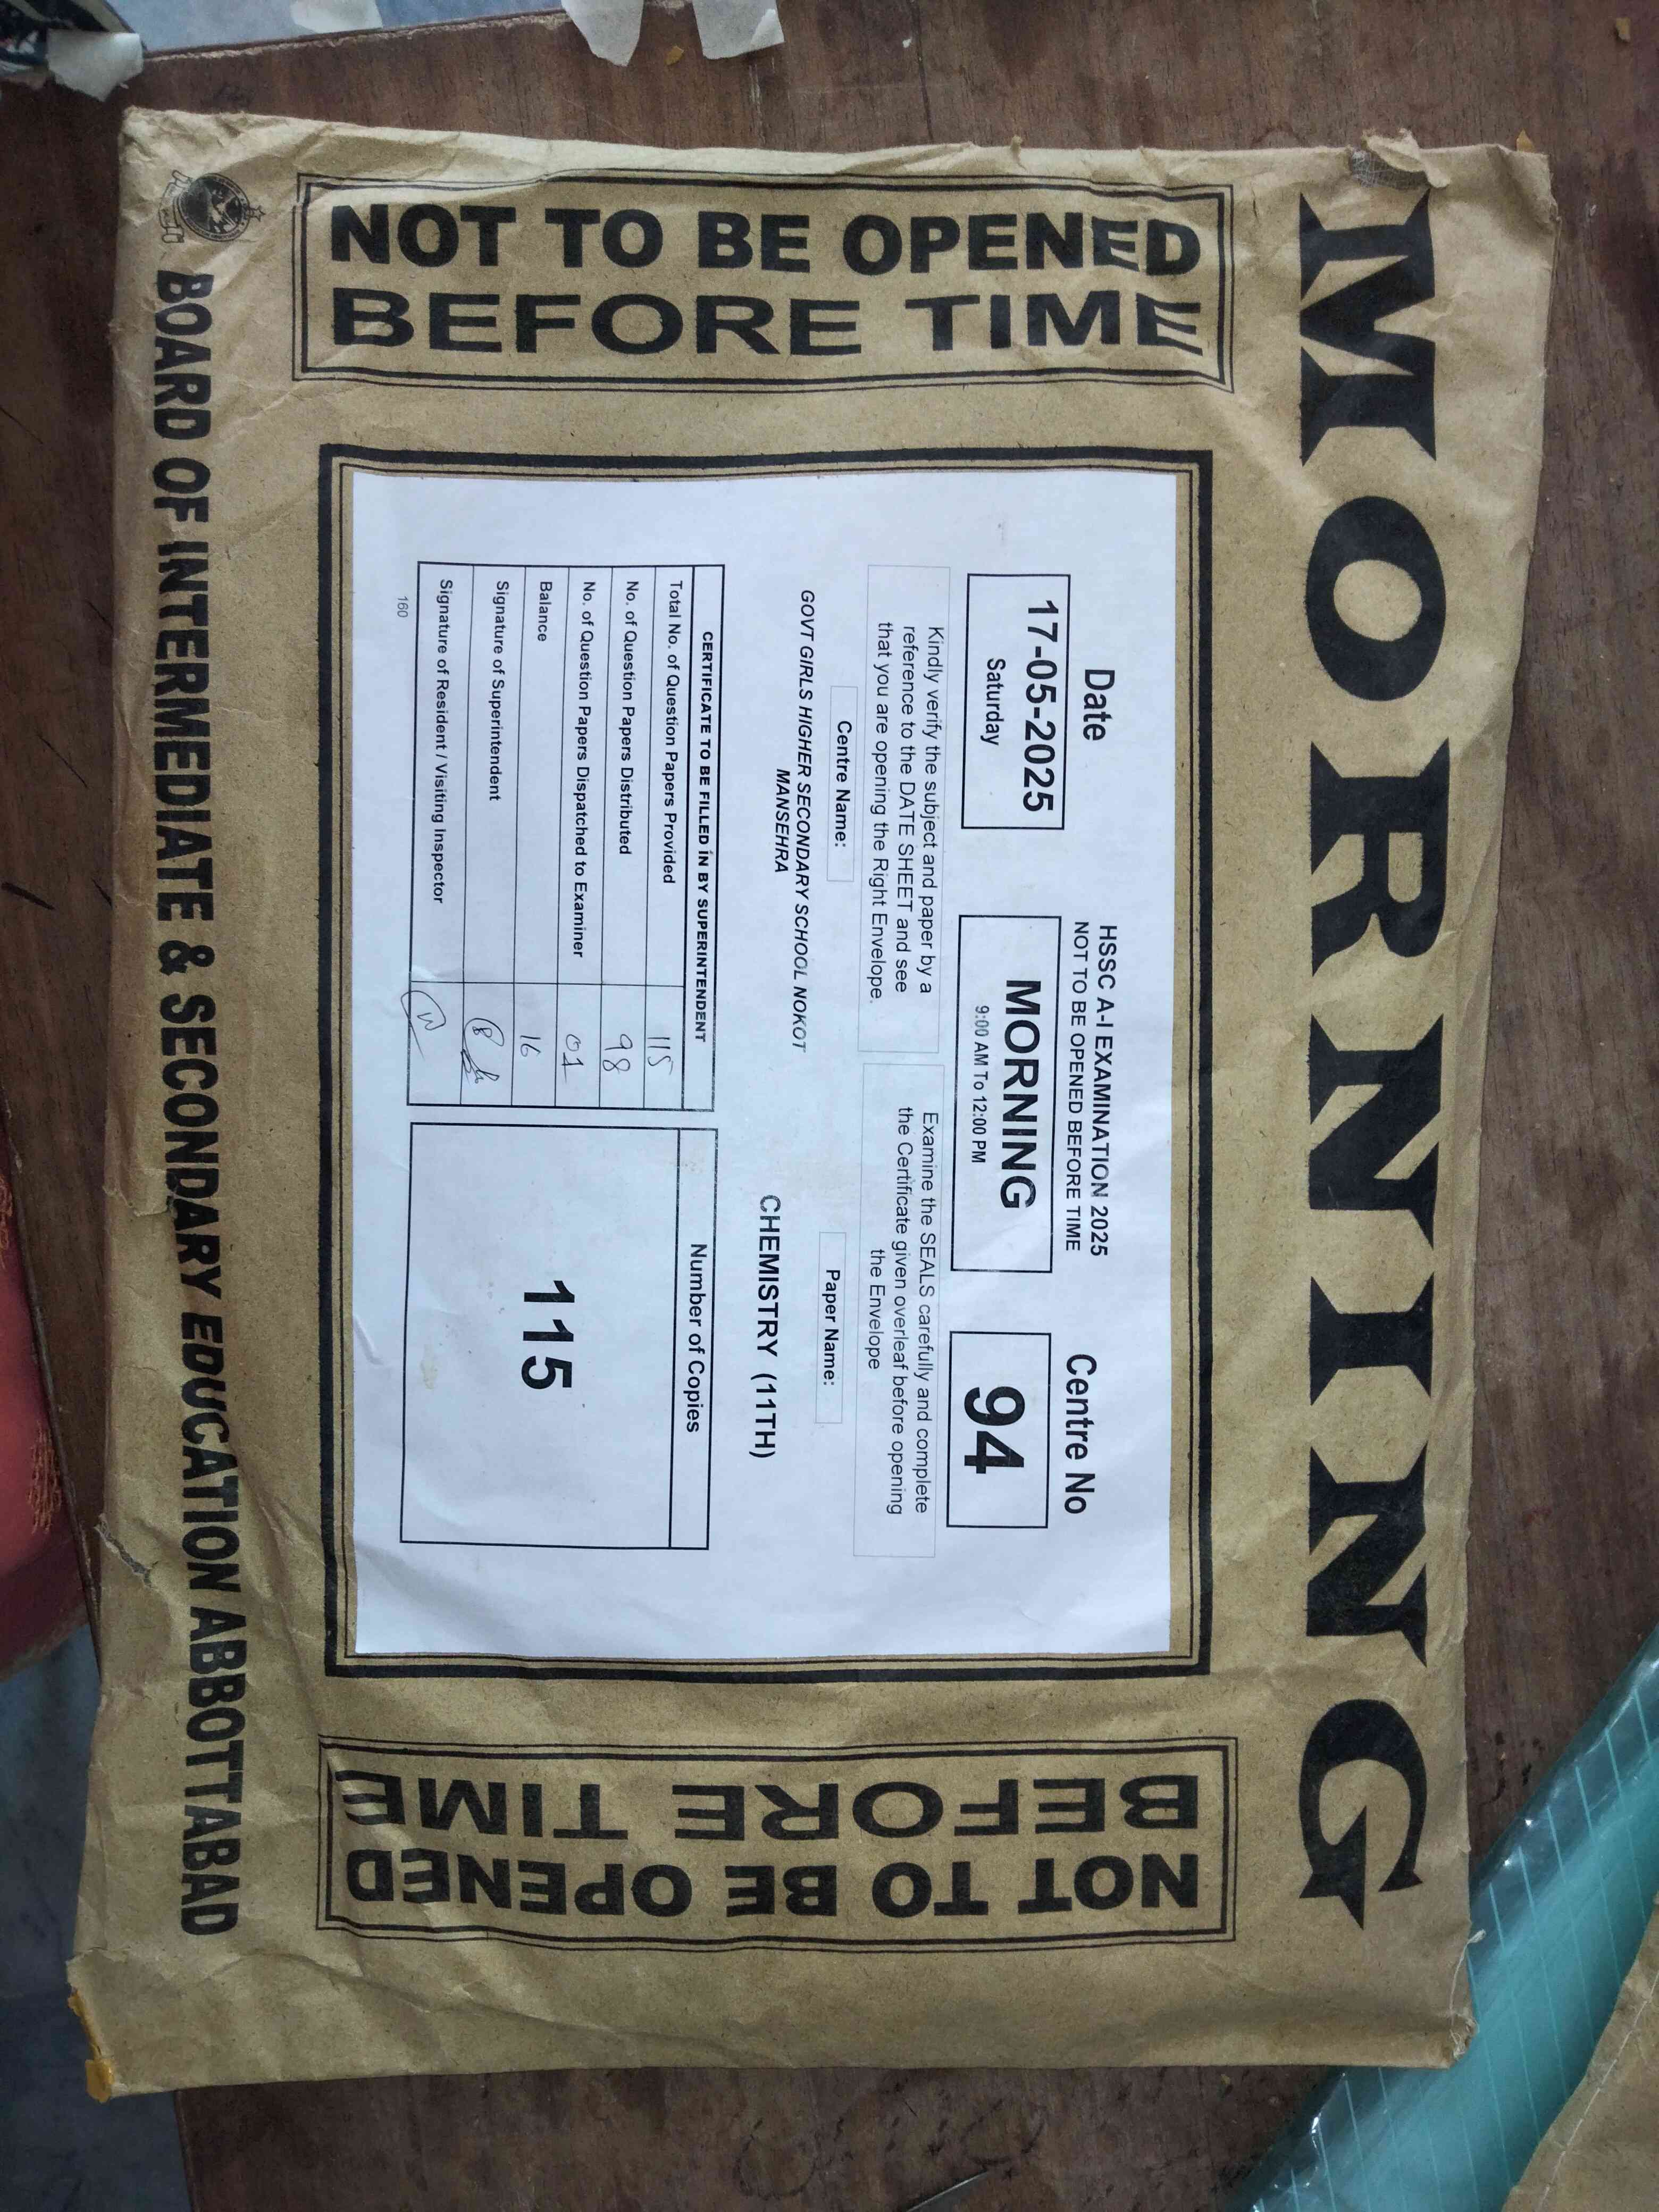 MORNING
NOT TO BE OPENED
BEFORE TIME
Date
17-05-2025
Saturday
HSSC A-I EXAMINATION 2025
NOT TO BE OPENED BEFORE TIME
MORNING
9:00 AM To 12:00 PM
Centre No
94
Kindly verify the subject and paper by a
reference to the DATE SHEET and see
that you are opening the Right Envelope.
Examine the SEALS carefully and complete
the Certificate given overleaf before opening
the Envelope
Centre Name:
GOVT GIRLS HIGHER SECONDARY SCHOOL NOKOT
MANSEHRA
Paper Name:
CHEMISTRY (11TH)
CERTIFICATE TO BE FILLED IN BY SUPERINTENDENT
Total No. of Question Papers Provided 115
No. of Question Papers Distributed 98
No. of Question Papers Dispatched to Examiner 01
Balance 16
Signature of Superintendent
Signature of Resident / Visiting Inspector
160
Number of Copies
115
NOT TO BE OPENED
BEFORE TIME
BOARD OF INTERMEDIATE & SECONDARY EDUCATION ABBOTTABAD